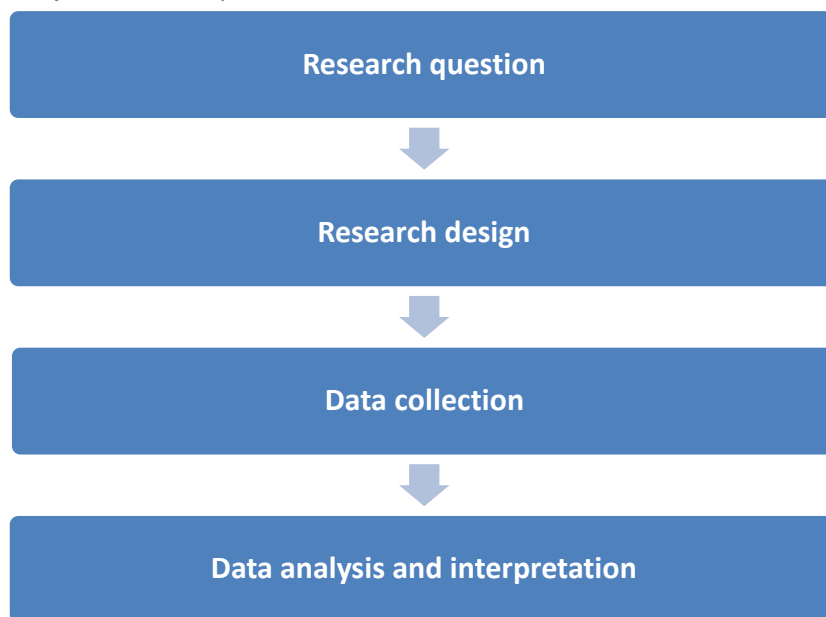 Research question
Research design
Data collection
Data analysis and interpretation